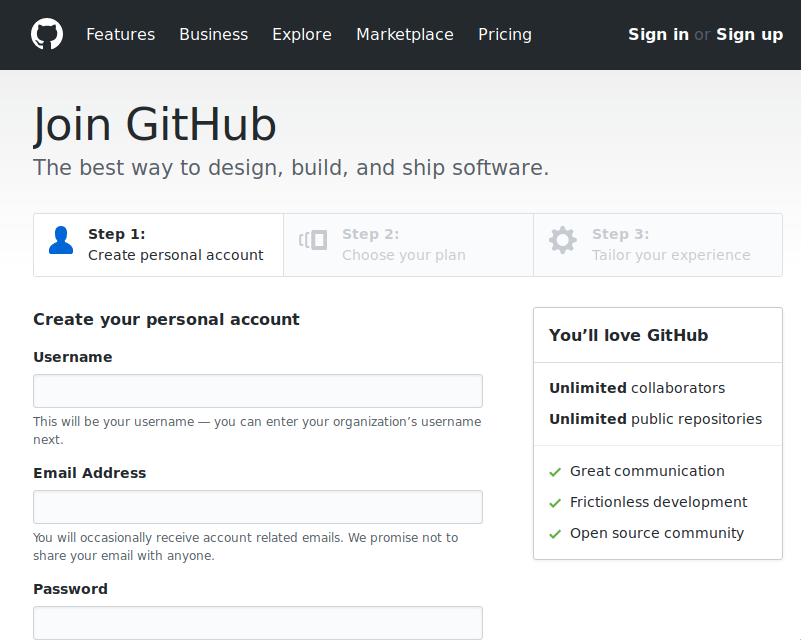 Features Business Explore Marketplace Pricing Sign in or Sign up
Join GitHub
The best way to design, build, and ship software.
Step 1:
Create personal account
Step 2:
Choose your plan
Step 3:
Tailor your experience
Create your personal account
Username
This will be your username — you can enter your organization’s username
next.
Email Address
You will occasionally receive account related emails. We promise not to
share your email with anyone.
Password
You’ll love GitHub
Unlimited collaborators
Unlimited public repositories
Great communication
Frictionless development
Open source community